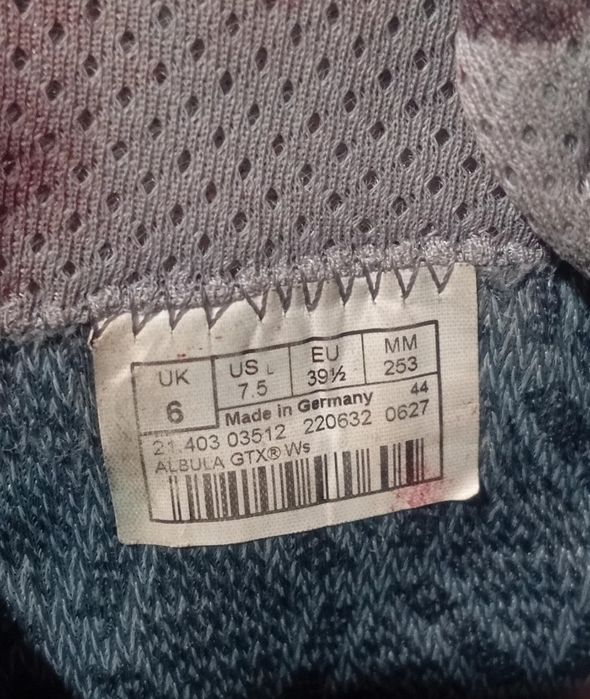 UK US L EU MM
6 7.5 39½ 253
Made in Germany 44
21.403 03512 220632 0627
ALBULA GTX® Ws